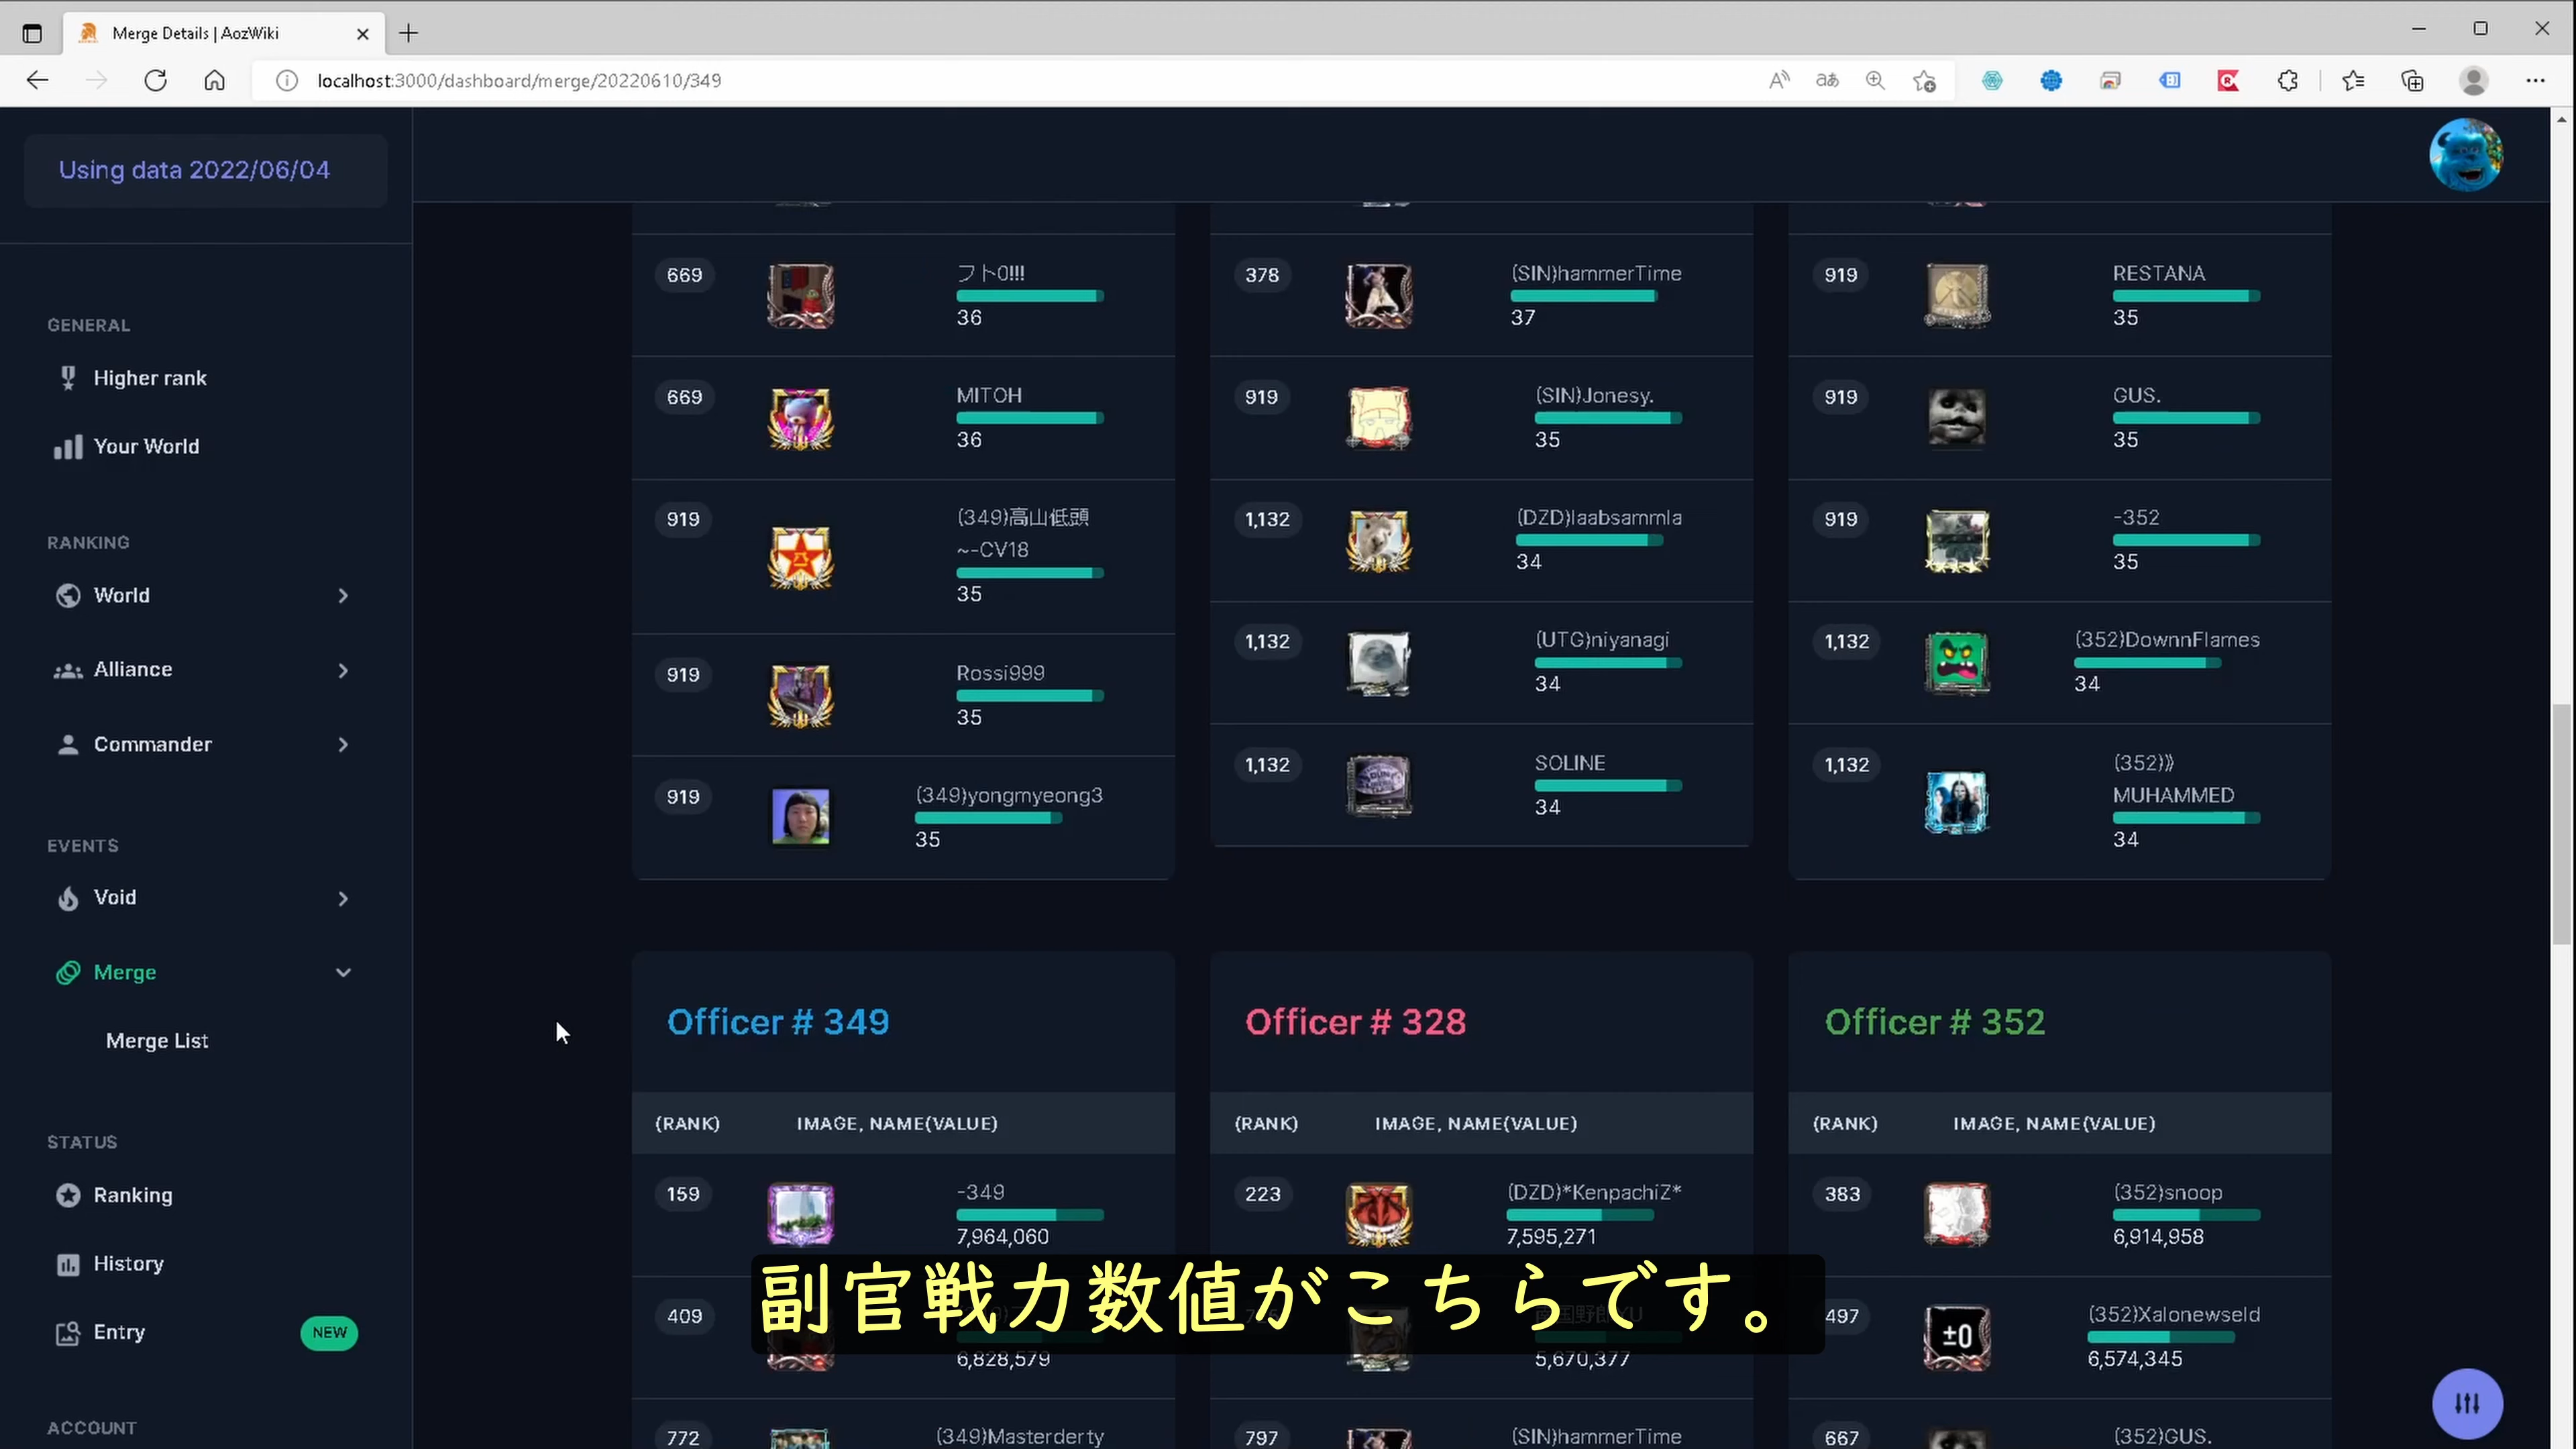 Merge Details | AozWiki
localhost:3000/dashboard/merge/20220610/349
Using data 2022/06/04
GENERAL
Higher rank
Your World
RANKING
World
Alliance
Commander
EVENTS
Void
Merge
Merge List
STATUS
Ranking
History
Entry
NEW
ACCOUNT
669
フト0!!!
36
669
MITOH
36
919
(349)高山低頭
~-CV18
35
919
Rossi999
35
919
(349)yongmyeong3
35
378
(SIN)hammerTime
37
919
(SIN)Jonesy.
35
1,132
(DZD)laabsammla
34
1,132
(UTG)niyanagi
34
1,132
SOLINE
34
919
RESTANA
35
919
GUS.
35
919
-352
35
1,132
(352)DownnFlames
34
1,132
(352)》
MUHAMMED
34
Officer # 349
(RANK) IMAGE, NAME(VALUE)
159
-349
7,964,060
409
6,828,579
772
(349)Masterderty
Officer # 328
(RANK) IMAGE, NAME(VALUE)
223
(DZD)*KenpachiZ*
7,595,271
5,670,377
797
(SIN)hammerTime
Officer # 352
(RANK) IMAGE, NAME(VALUE)
383
(352)snoop
6,914,958
497
±0
(352)Xalonewseld
6,574,345
667
(352)GUS.
副官戦力数値がこちらです。